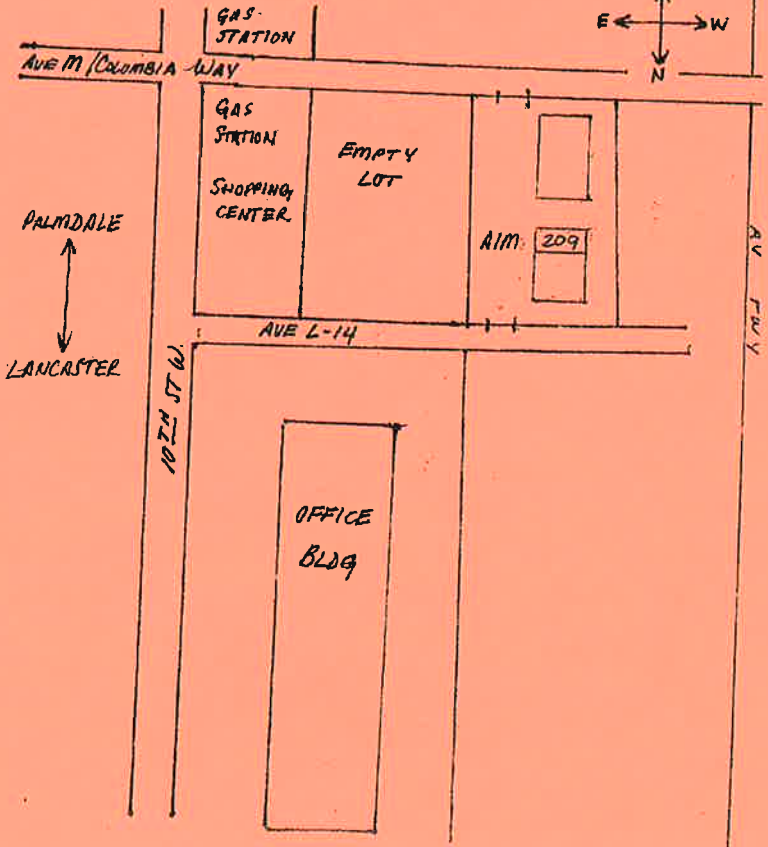 GAS
STATION
E
W
N
AVE M/COLUMBIA WAY
GAS
STATION
SHOPPING
CENTER
EMPTY
LOT
AIM
209
PALMDALE
LANCASTER
AVE L-14
10TH ST W.
AV FWY
OFFICE
BLDG